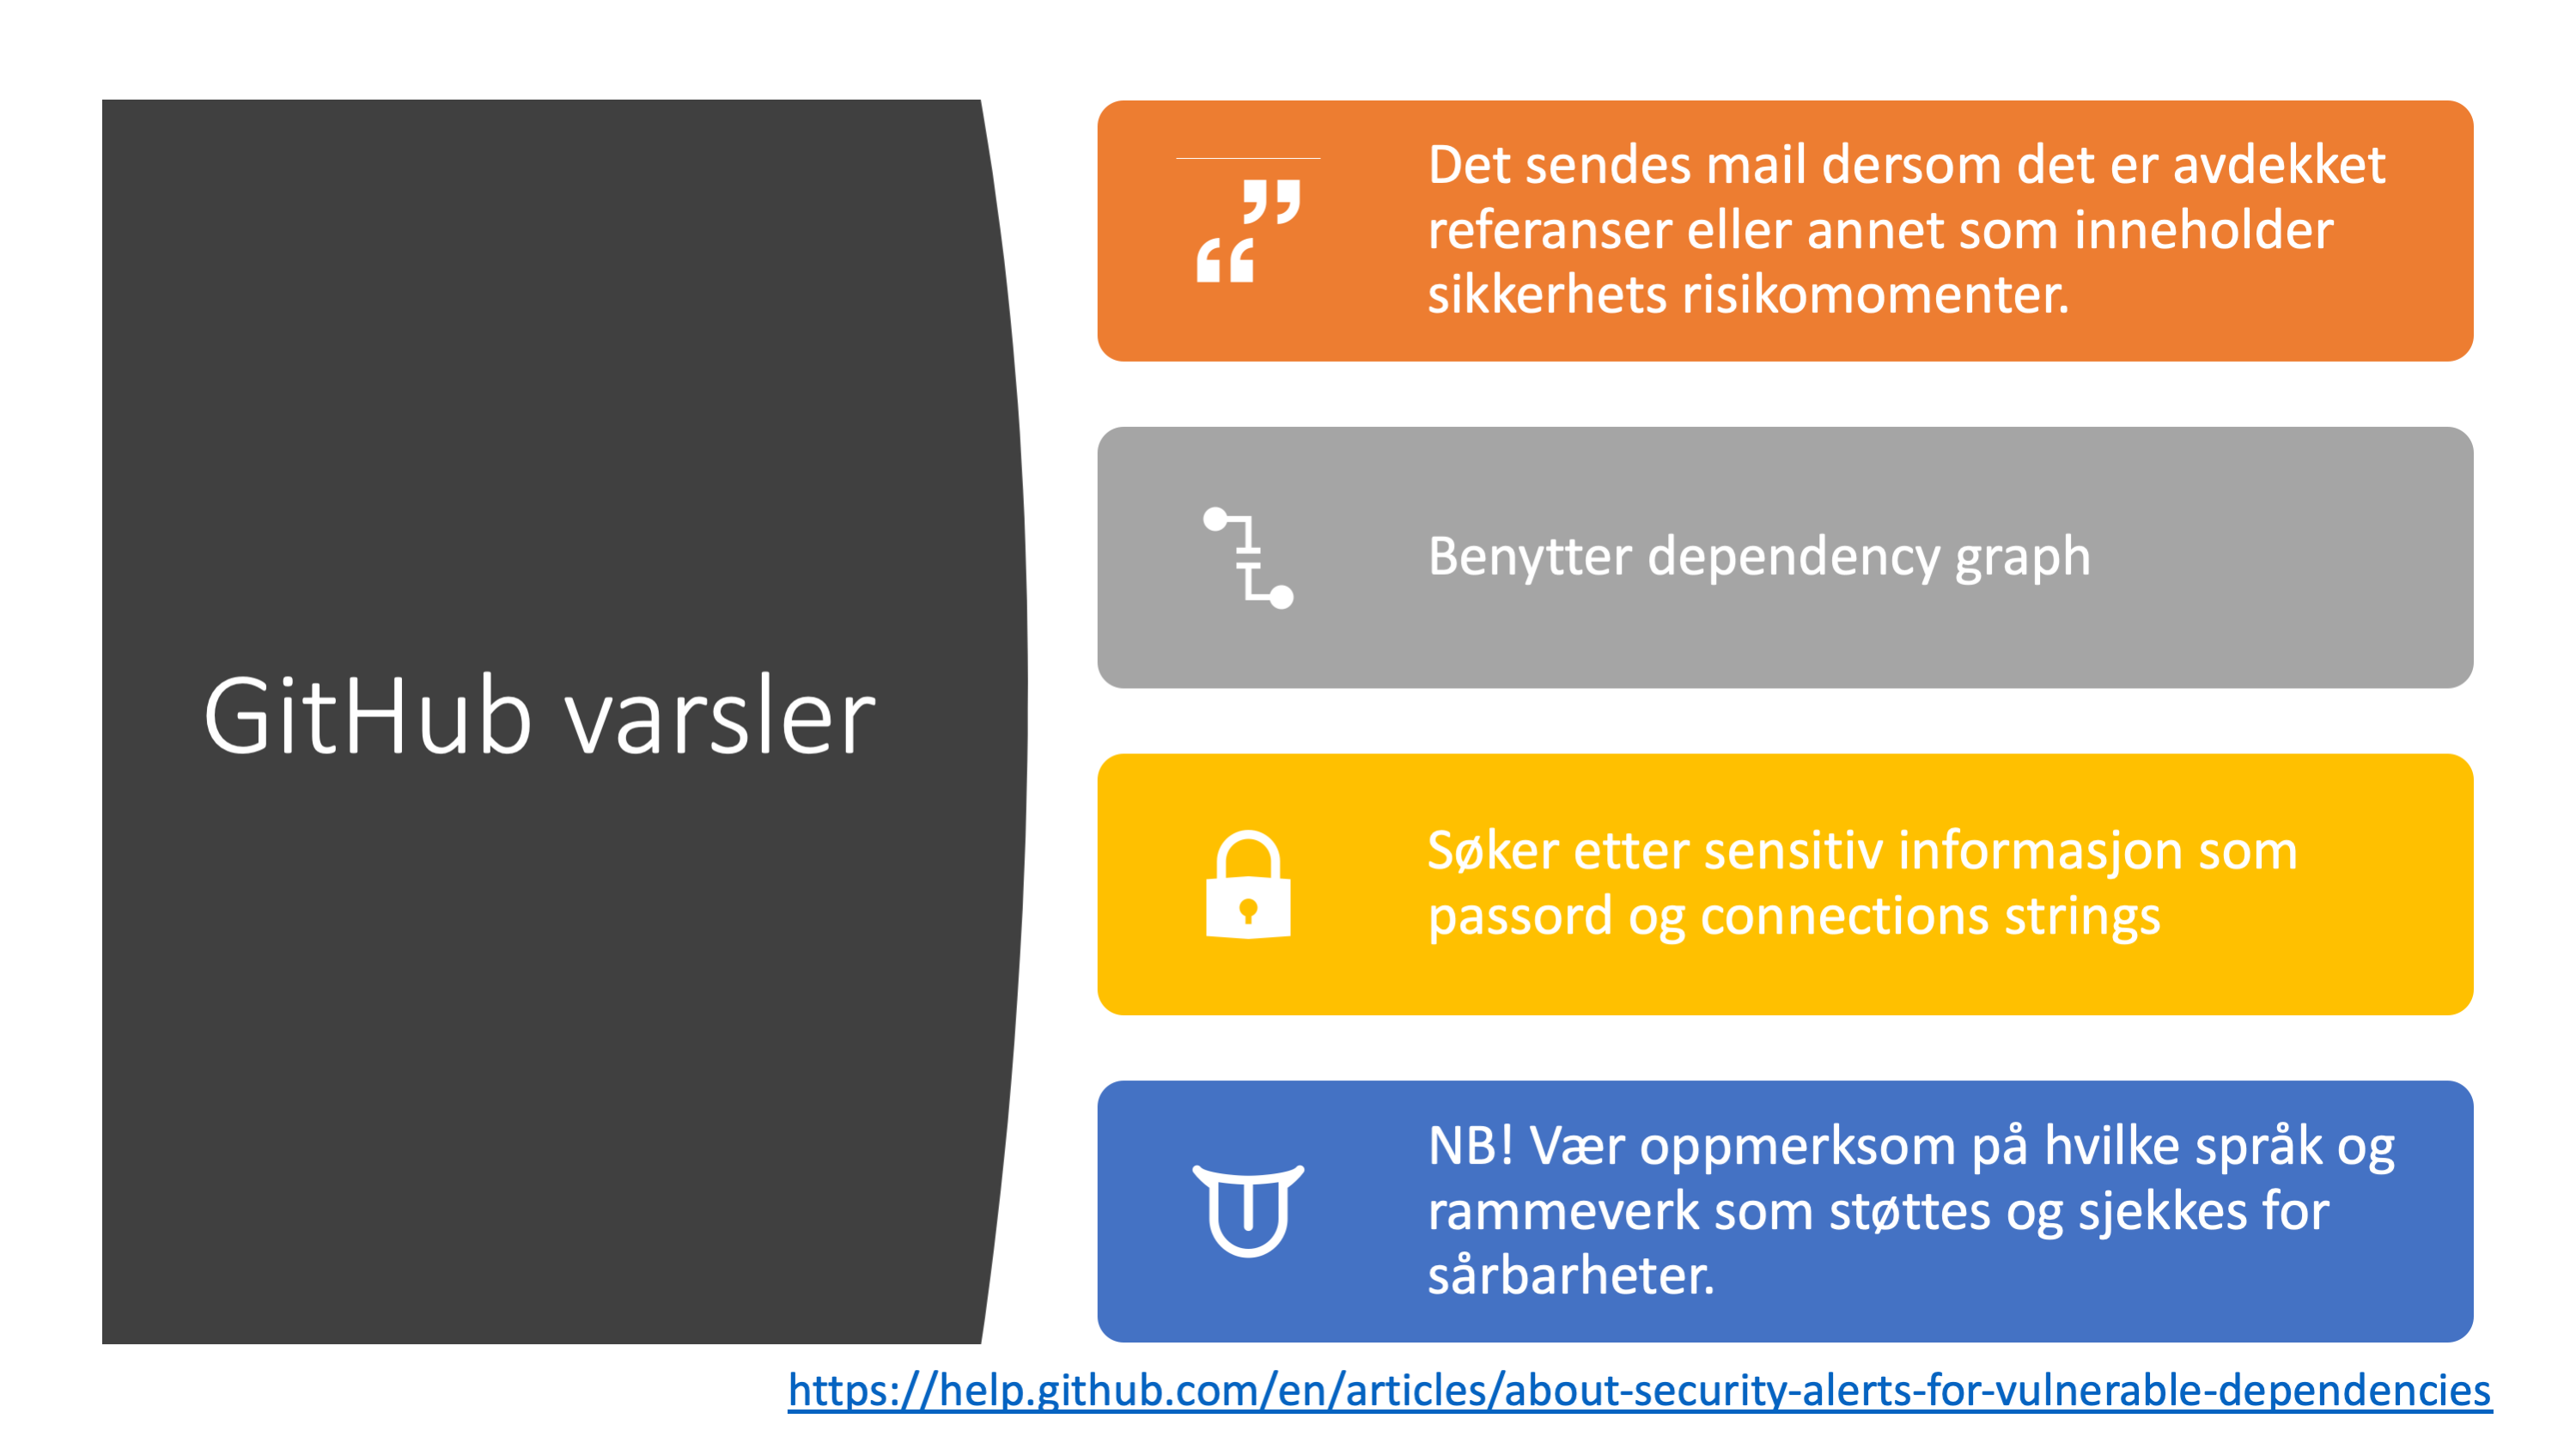 GitHub varsler
Det sendes mail dersom det er avdekket
referanser eller annet som inneholder
sikkerhets risikomomenter.
Benytter dependency graph
Søker etter sensitiv informasjon som
passord og connections strings
NB! Vær oppmerksom på hvilke språk og
rammeverk som støttes og sjekkes for
sårbarheter.
https://help.github.com/en/articles/about-security-alerts-for-vulnerable-dependencies